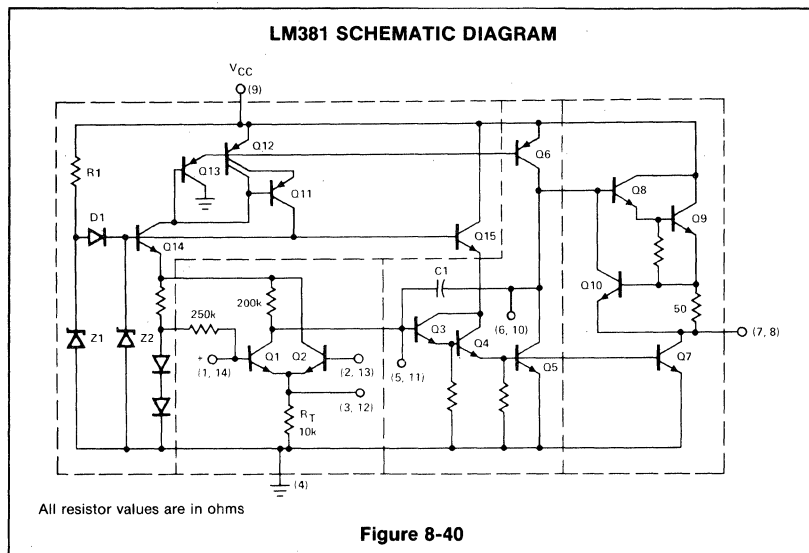 LM381 SCHEMATIC DIAGRAM
VCC
(9)
Q12
Q6
R1
Q13
Q11
Q8
Q9
D1
Q14
Q15
C1
Q10
200k
250k
50
Z1
Z2
Q3
(6, 10)
(7, 8)
+
Q1
Q2
Q4
(1, 14)
(2, 13)
(5, 11)
Q5
Q7
(3, 12)
RT
10k
(4)
All resistor values are in ohms
Figure 8-40